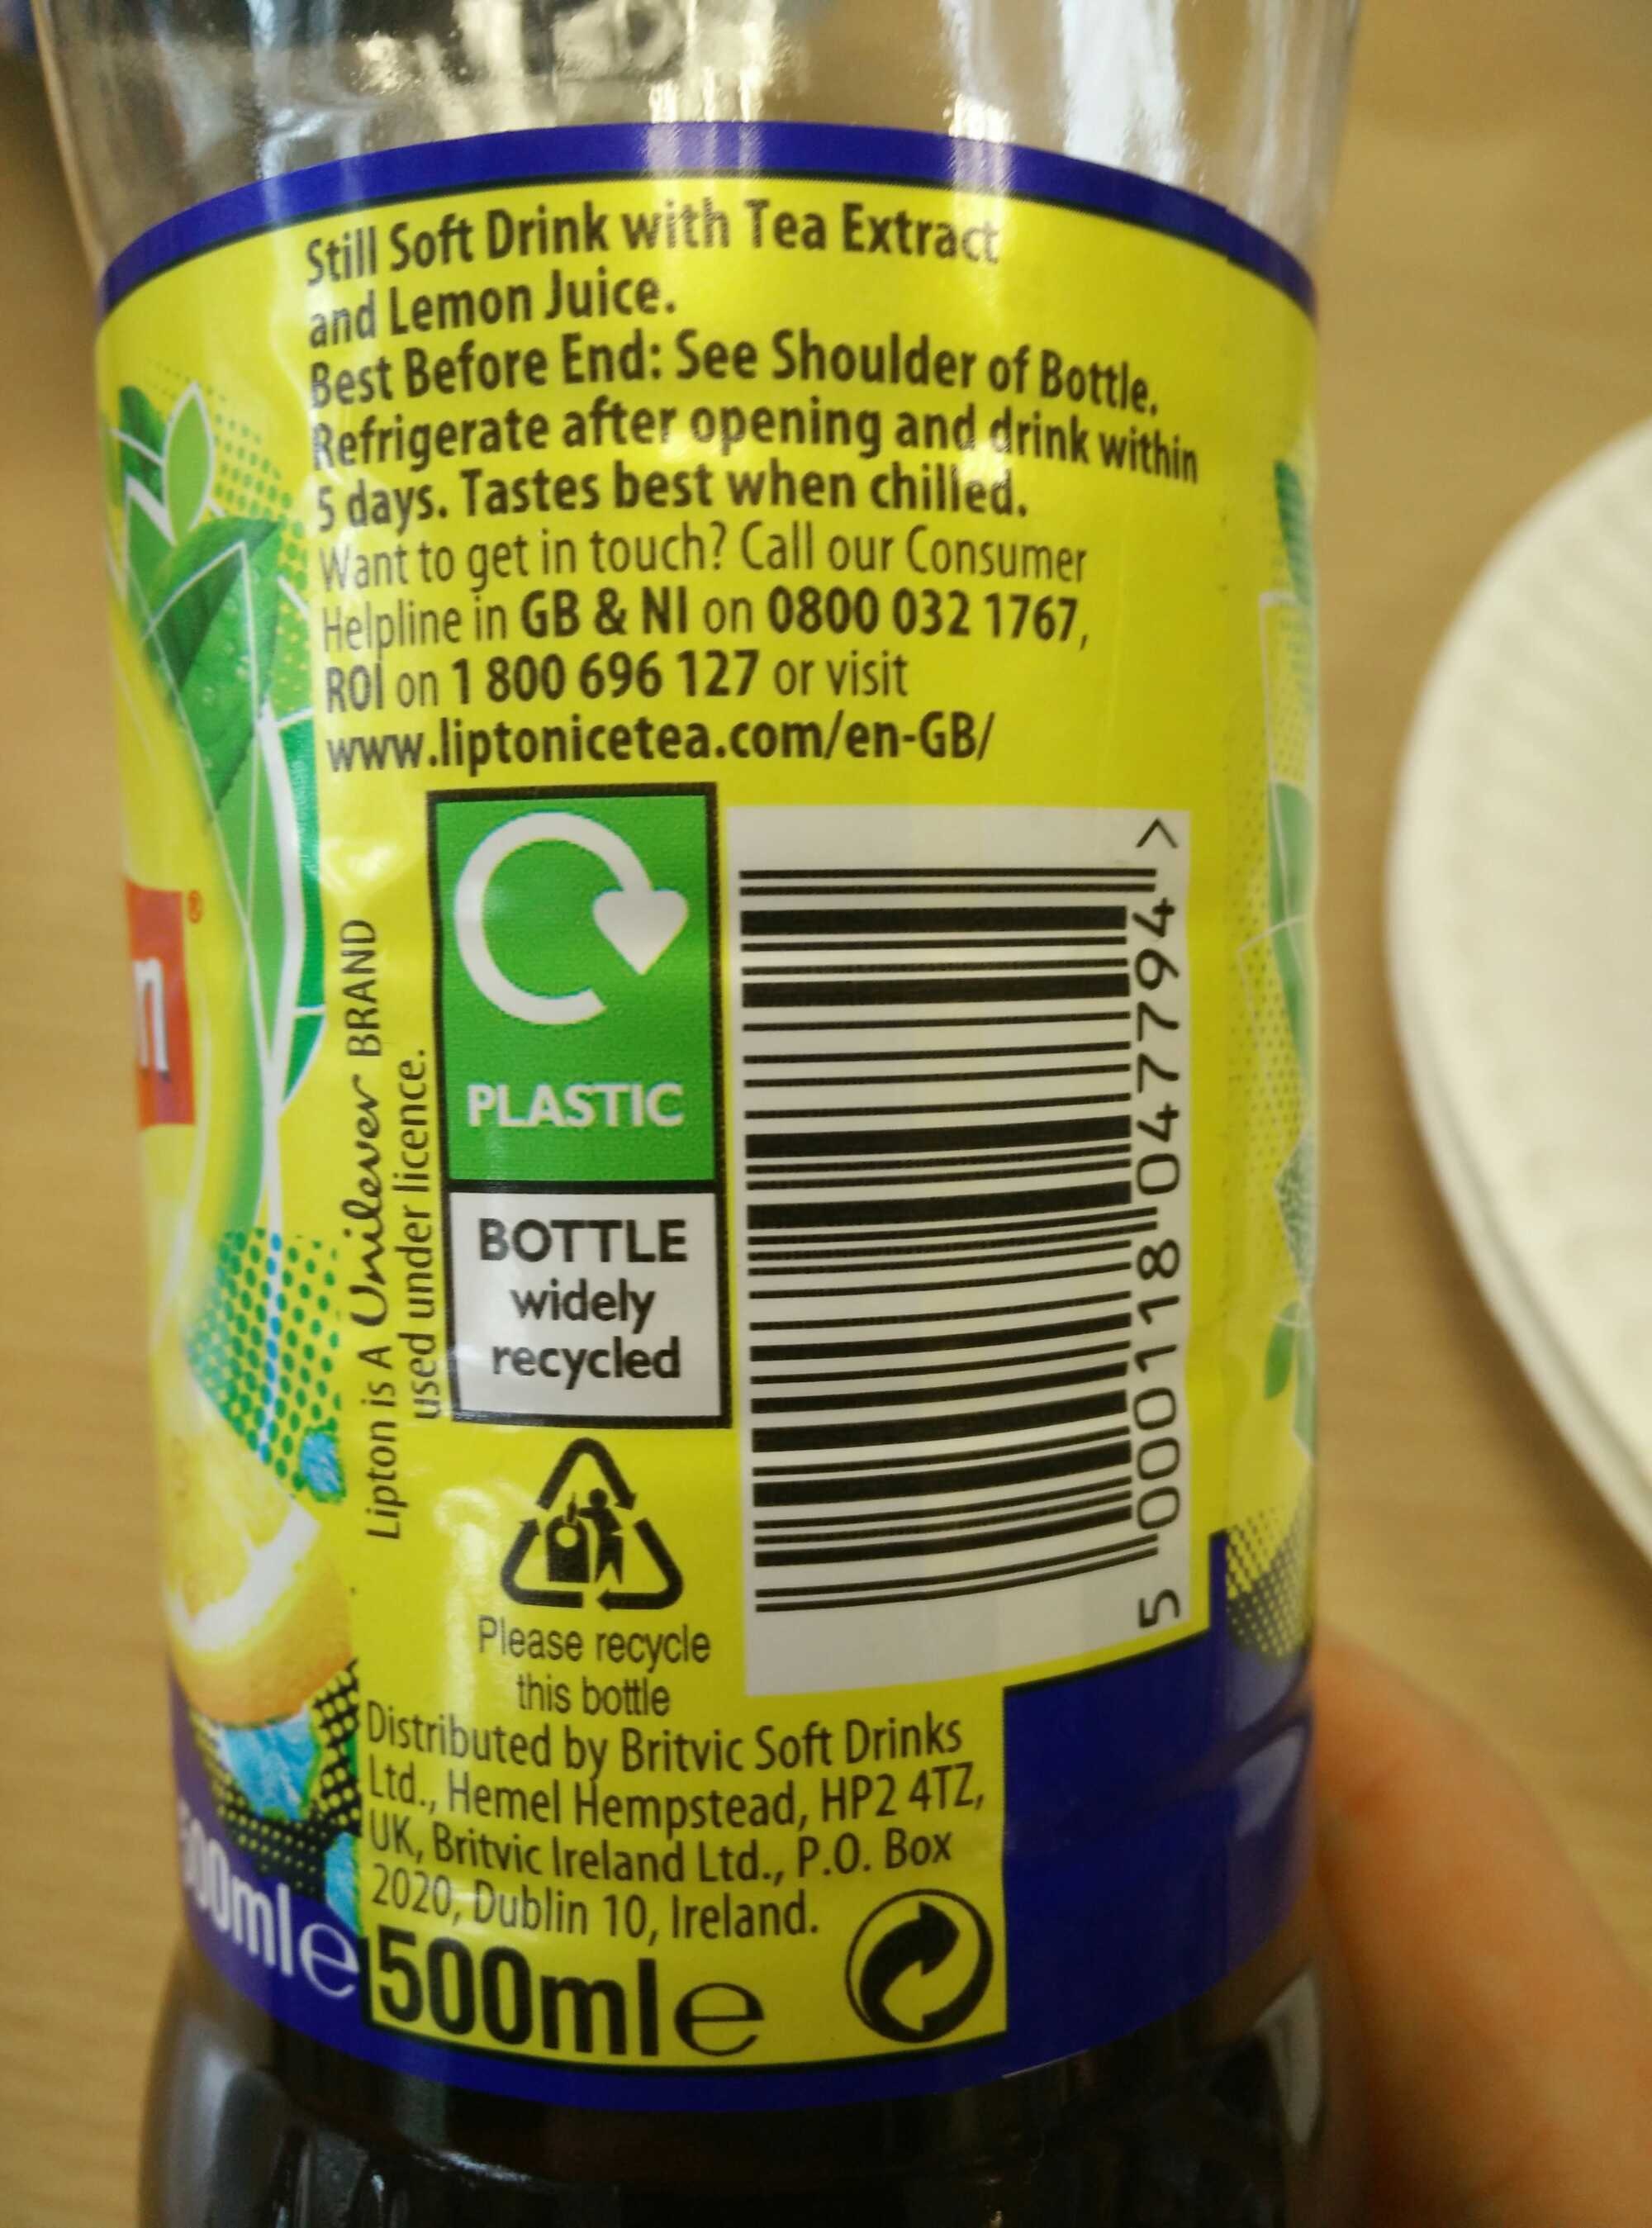 Still Soft Drink with Tea Extract
and Lemon Juice.
Best Before End: See Shoulder of Bottle.
Refrigerate after opening and drink within
5 days. Tastes best when chilled.
Want to get in touch? Call our Consumer
Helpline in GB & NI on 0800 032 1767,
ROI on 1 800 696 127 or visit
www.liptonicetea.com/en-GB/
n®
Lipton is A Unilever BRAND
used under licence.
PLASTIC
BOTTLE
widely
recycled
5 000118 047794 >
Please recycle
this bottle
Distributed by Britvic Soft Drinks
Ltd., Hemel Hempstead, HP2 4TZ,
UK, Britvic Ireland Ltd., P.O. Box
2020, Dublin 10, Ireland.
500ml e
500ml e